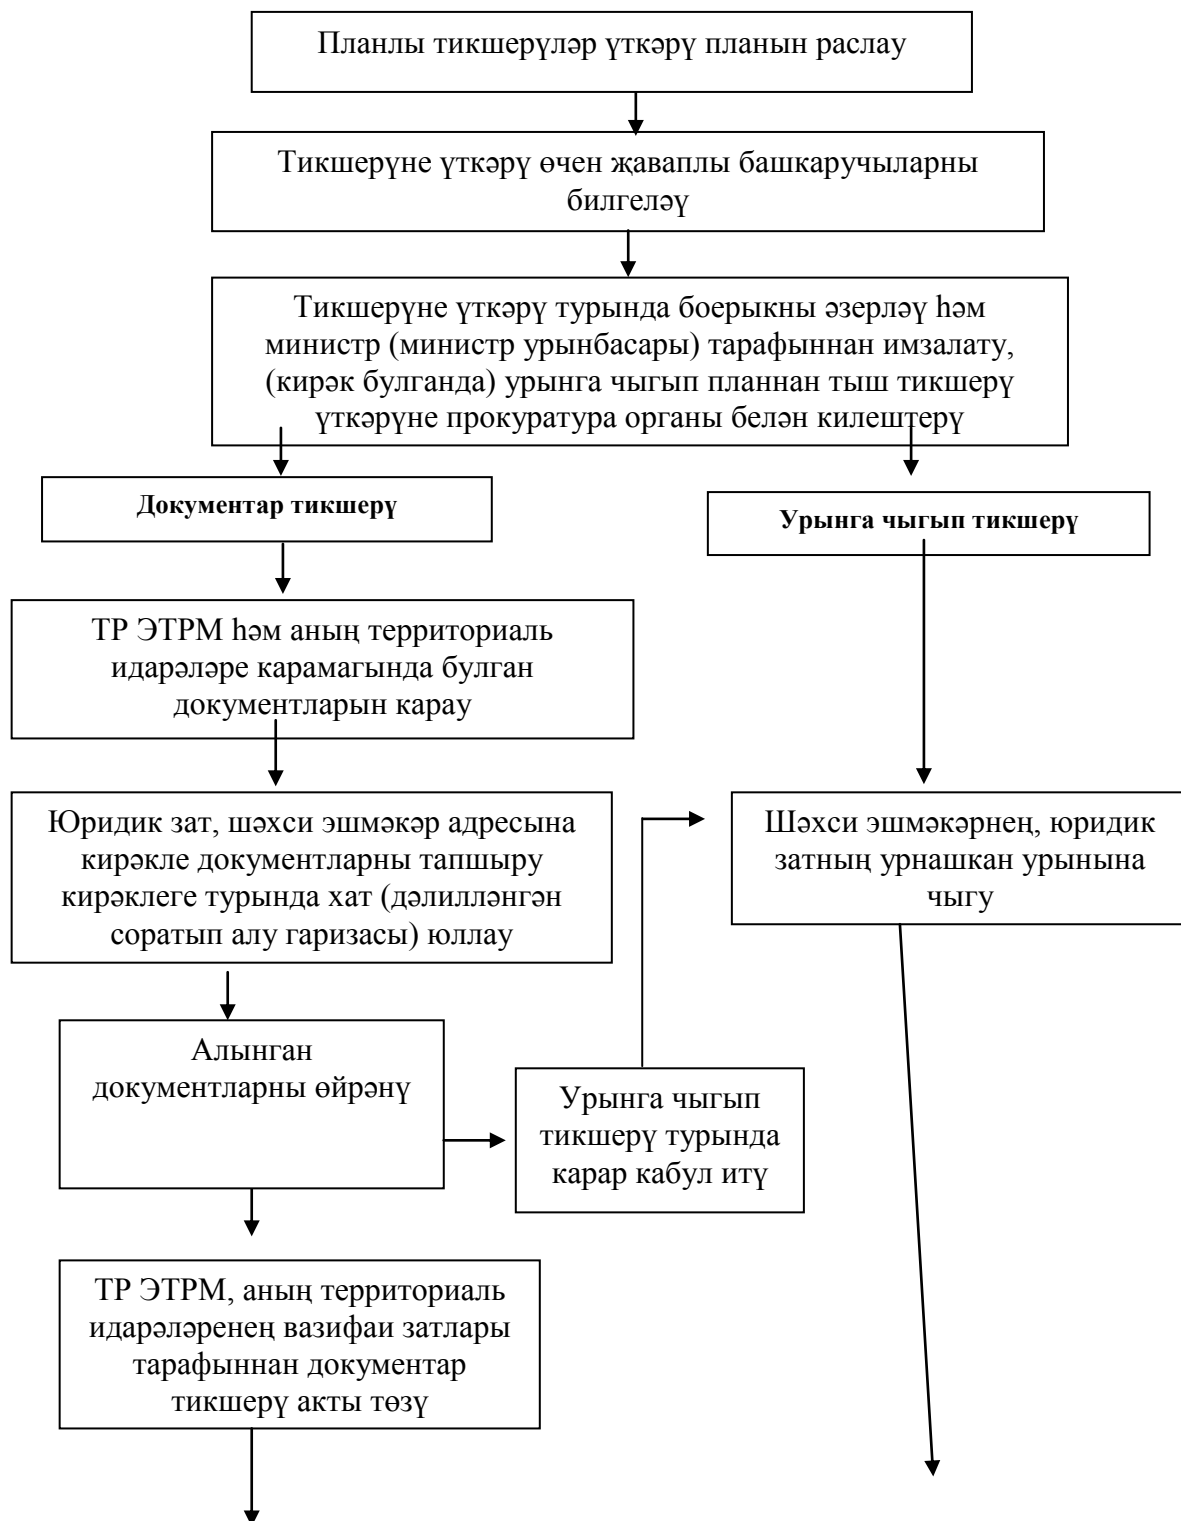 Планлы тикшерүләр үткәрү планын раслау
Тикшерүне үткәрү өчен җаваплы башкаручыларны
билгеләү
Тикшерүне үткәрү турында боерыкны әзерләү һәм
министр (министр урынбасары) тарафыннан имзалату,
(кирәк булганда) урынга чыгып планнан тыш тикшерү
үткәрүне прокуратура органы белән килештерү
Документар тикшерү
Урынга чыгып тикшерү
ТР ЭТРМ һәм аның территориаль
идарәләре карамагында булган
документларын карау
Юридик зат, шәхси эшмәкәр адресына
кирәкле документларны тапшыру
кирәклеге турында хат (дәлилләнгән
соратып алу гаризасы) юллау
Шәхси эшмәкәрнең, юридик
затның урнашкан урынына
чыгу
Алынган
документларны өйрәнү
Урынга чыгып
тикшерү турында
карар кабул итү
ТР ЭТРМ, аның территориаль
идарәләренең вазифаи затлары
тарафыннан документар
тикшерү акты төзү